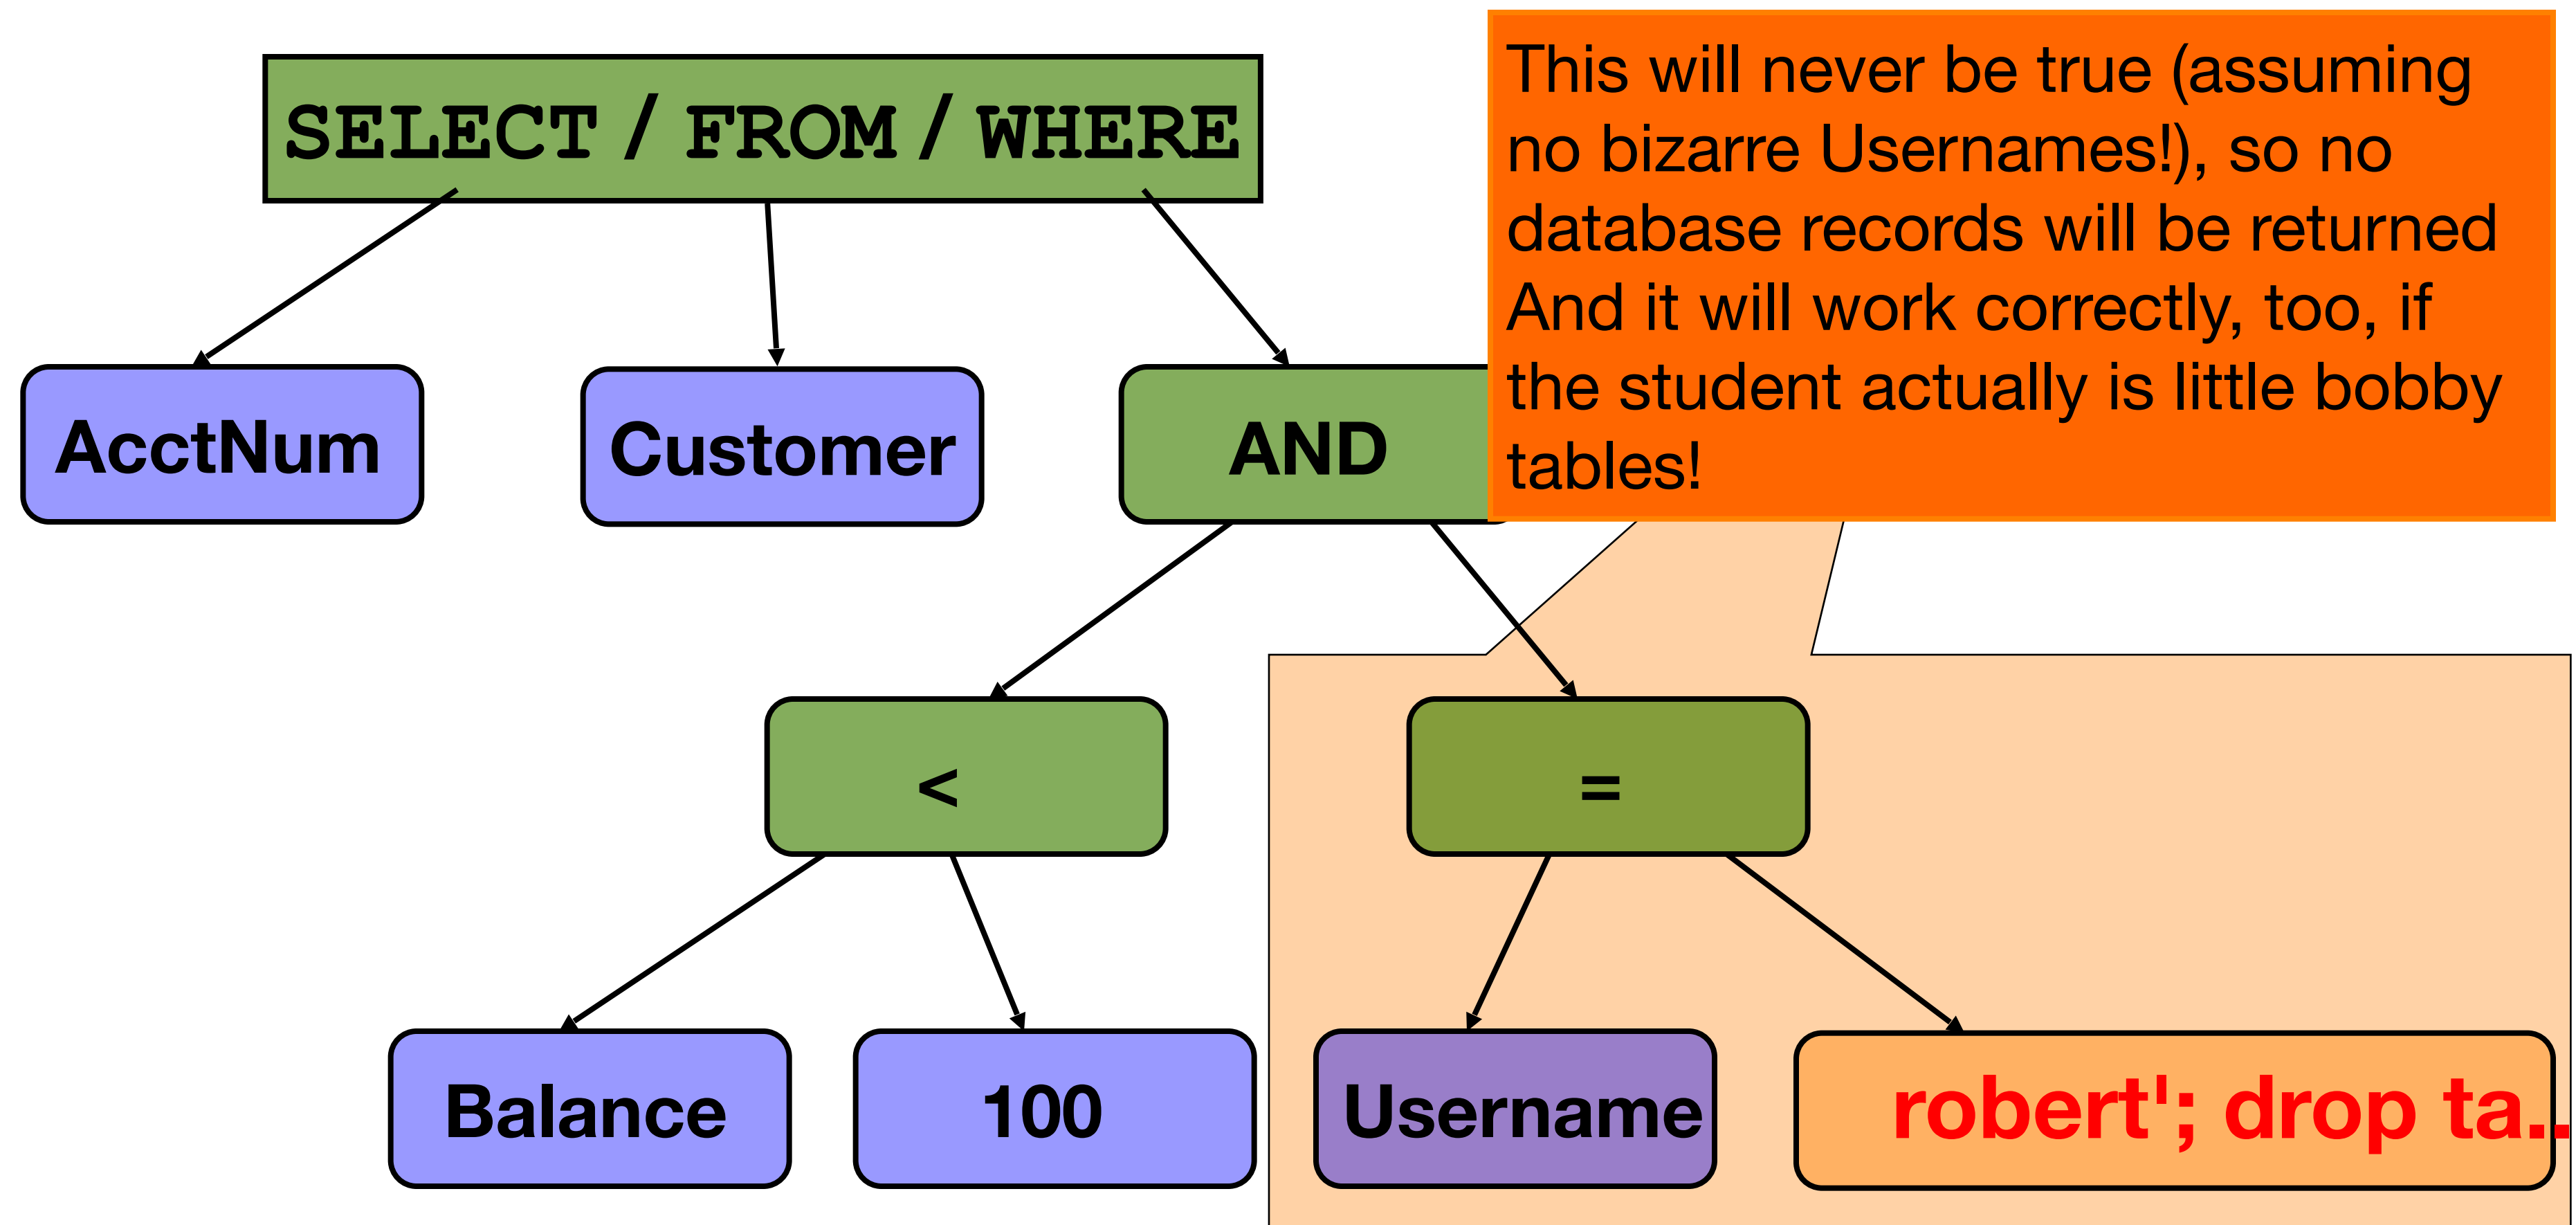 SELECT / FROM / WHERE
This will never be true (assuming
no bizarre Usernames!), so no
database records will be returned
And it will work correctly, too, if
the student actually is little bobby
tables!
AcctNum
Customer
AND
<
=
Balance
100
Username
robert'; drop ta..